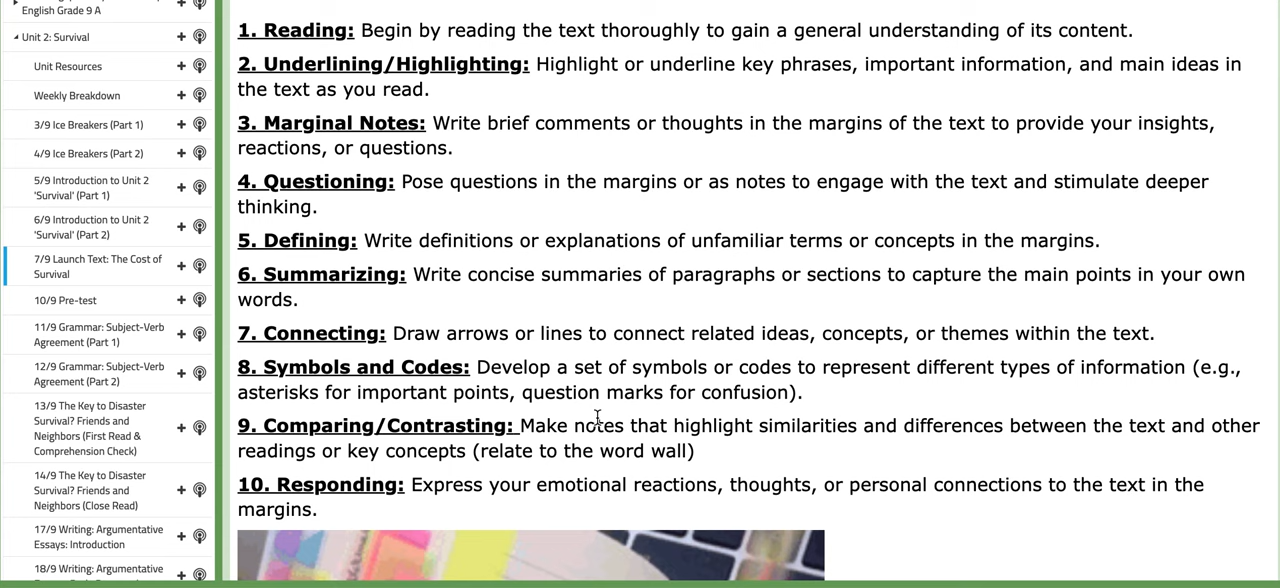 English Grade 9 A
Unit 2: Survival
Unit Resources
Weekly Breakdown
3/9 Ice Breakers (Part 1)
4/9 Ice Breakers (Part 2)
5/9 Introduction to Unit 2
'Survival' (Part 1)
6/9 Introduction to Unit 2
'Survival' (Part 2)
7/9 Launch Text: The Cost of
Survival
10/9 Pre-test
11/9 Grammar: Subject-Verb
Agreement (Part 1)
12/9 Grammar: Subject-Verb
Agreement (Part 2)
13/9 The Key to Disaster
Survival? Friends and
Neighbors (First Read &
Comprehension Check)
14/9 The Key to Disaster
Survival? Friends and
Neighbors (Close Read)
17/9 Writing: Argumentative
Essays: Introduction
18/9 Writing: Argumentative
1. Reading: Begin by reading the text thoroughly to gain a general understanding of its content.
2. Underlining/Highlighting: Highlight or underline key phrases, important information, and main ideas in
the text as you read.
3. Marginal Notes: Write brief comments or thoughts in the margins of the text to provide your insights,
reactions, or questions.
4. Questioning: Pose questions in the margins or as notes to engage with the text and stimulate deeper
thinking.
5. Defining: Write definitions or explanations of unfamiliar terms or concepts in the margins.
6. Summarizing: Write concise summaries of paragraphs or sections to capture the main points in your own
words.
7. Connecting: Draw arrows or lines to connect related ideas, concepts, or themes within the text.
8. Symbols and Codes: Develop a set of symbols or codes to represent different types of information (e.g.,
asterisks for important points, question marks for confusion).
9. Comparing/Contrasting: Make notes that highlight similarities and differences between the text and other
readings or key concepts (relate to the word wall)
10. Responding: Express your emotional reactions, thoughts, or personal connections to the text in the
margins.